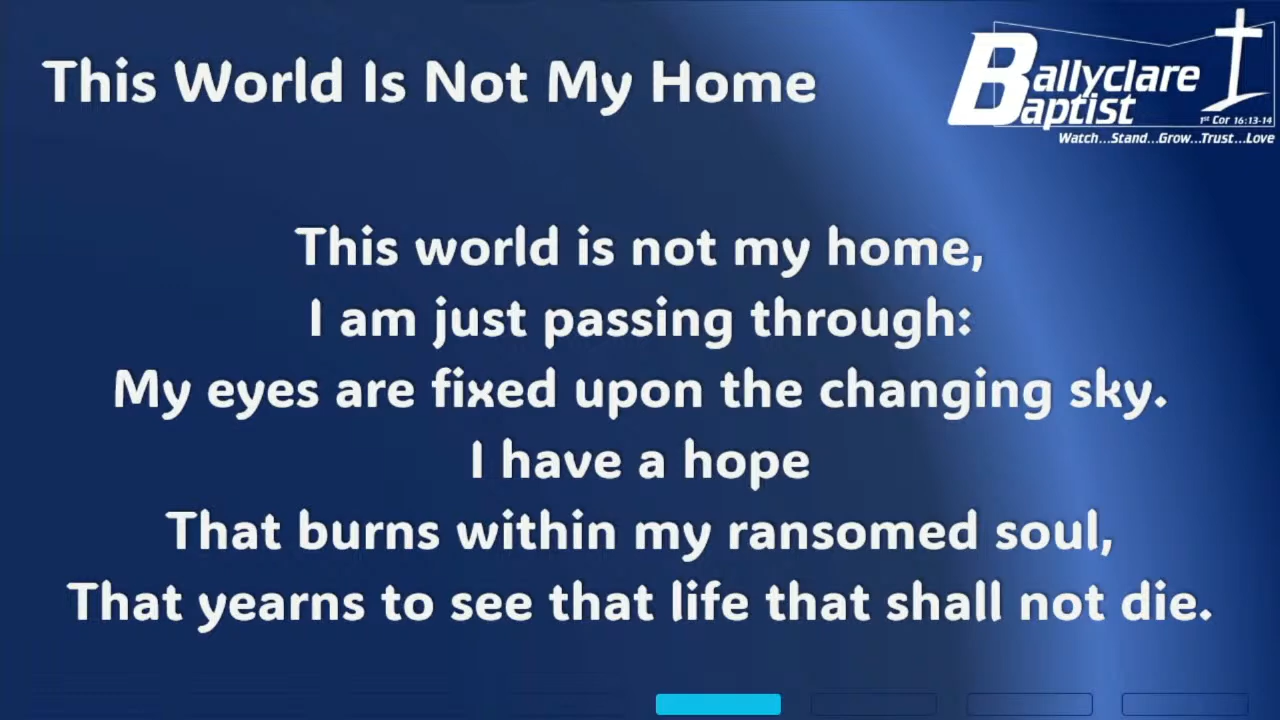 This World Is Not My Home
Ballyclare
Baptist
1st Cor 16:13-14
Watch...Stand...Grow...Trust...Love
This world is not my home,
I am just passing through:
My eyes are fixed upon the changing sky.
I have a hope
That burns within my ransomed soul,
That yearns to see that life that shall not die.